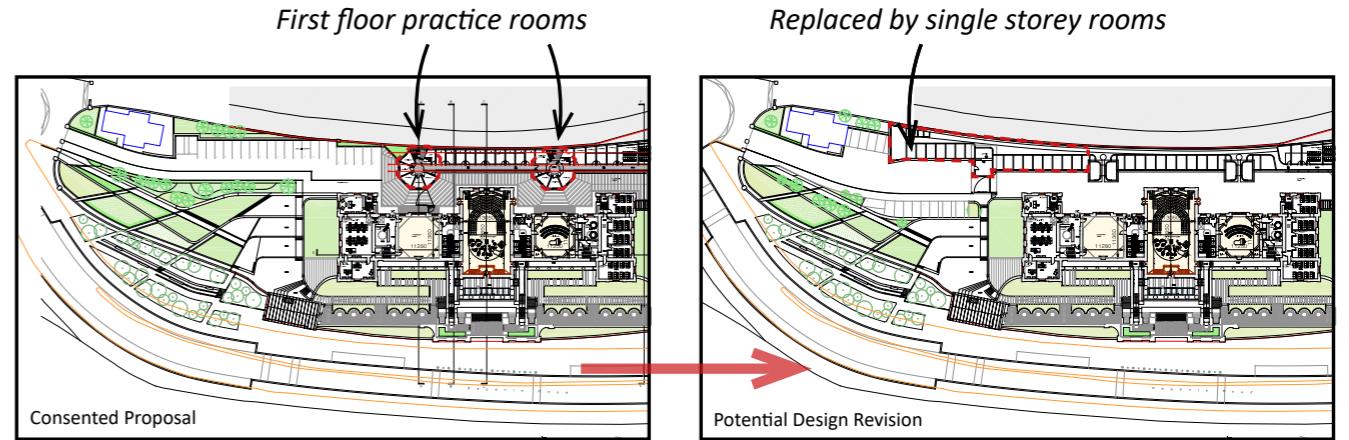 First floor practice rooms
Replaced by single storey rooms
Consented Proposal
Potential Design Revision